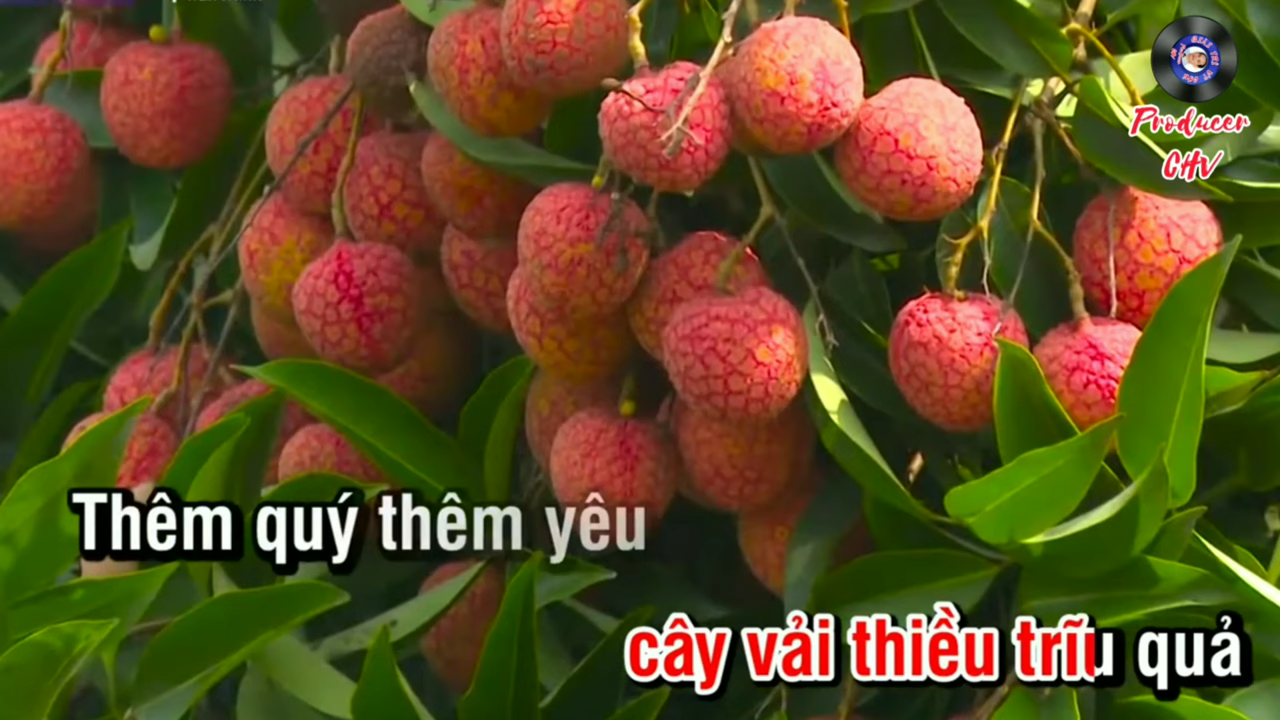 Producer
CHV
Thêm quý thêm yêu
cây vải thiều trĩu quả